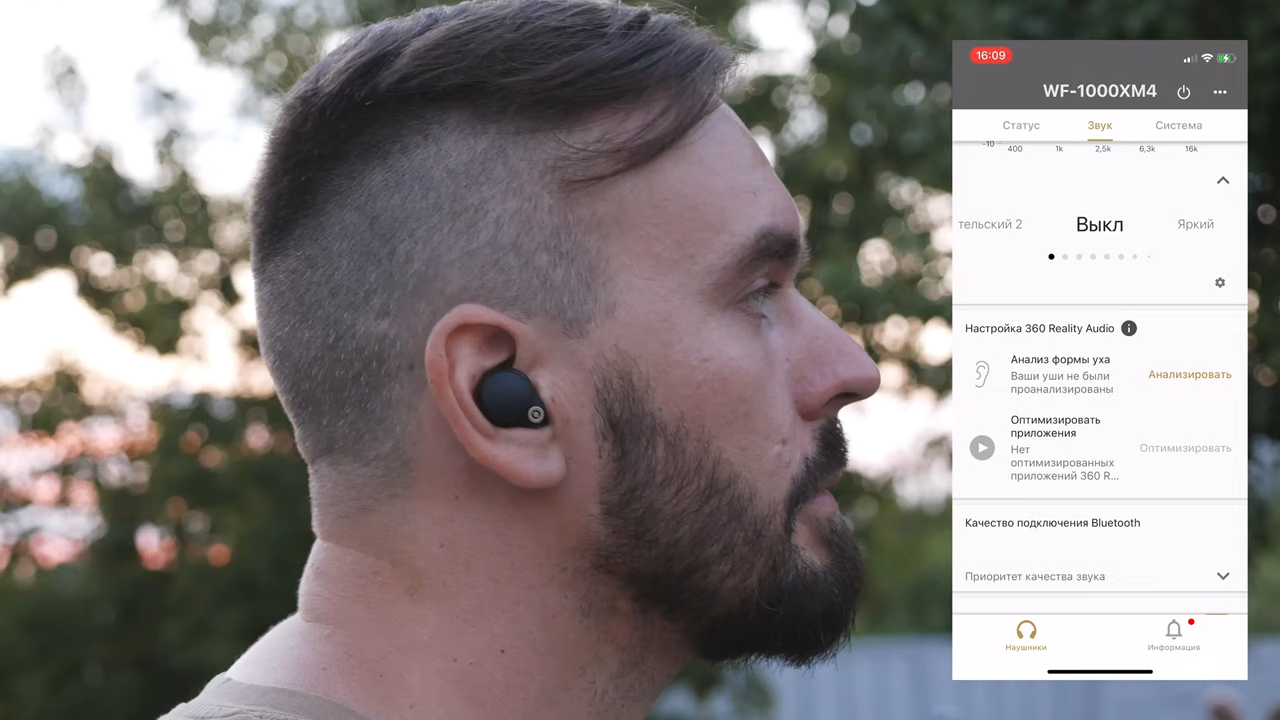 16:09
WF-1000XM4
Статус Звук Система
-10
400 1k 2,5k 6,3k 16k
тельский 2 Выкл Яркий
Настройка 360 Reality Audio
Анализ формы уха
Ваши уши не были
проанализированы
Анализировать
Оптимизировать
приложения
Нет
оптимизированных
приложений 360 R...
Оптимизировать
Качество подключения Bluetooth
Приоритет качества звука
Наушники Информация